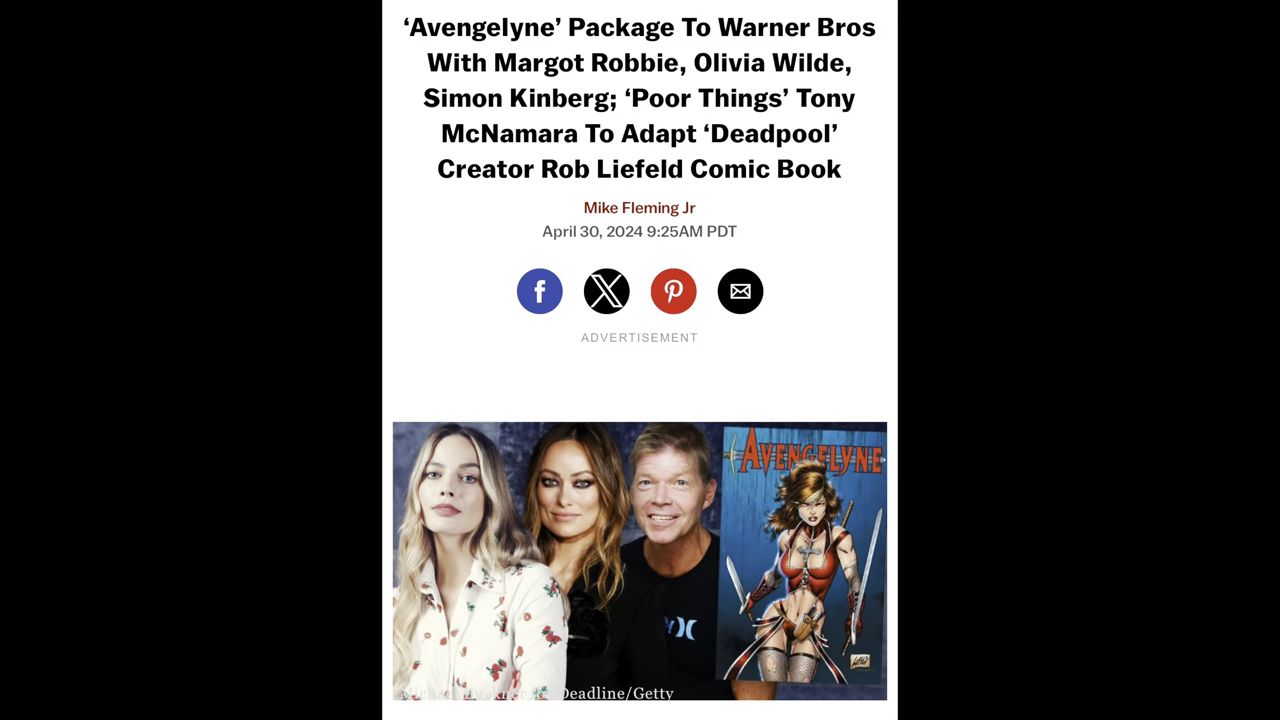 ‘Avengelyne’ Package To Warner Bros
With Margot Robbie, Olivia Wilde,
Simon Kinberg; ‘Poor Things’ Tony
McNamara To Adapt ‘Deadpool’
Creator Rob Liefeld Comic Book
Mike Fleming Jr
April 30, 2024 9:25AM PDT
ADVERTISEMENT
AVENGELYNE
Deadline/Getty